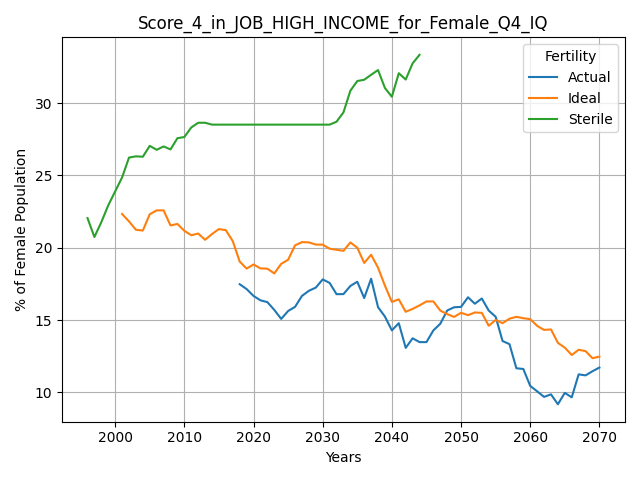 Score_4_in_JOB_HIGH_INCOME_for_Female_Q4_IQ
Fertility
Actual
Ideal
Sterile
% of Female Population
30
25
20
15
10
2000 2010 2020 2030 2040 2050 2060 2070
Years